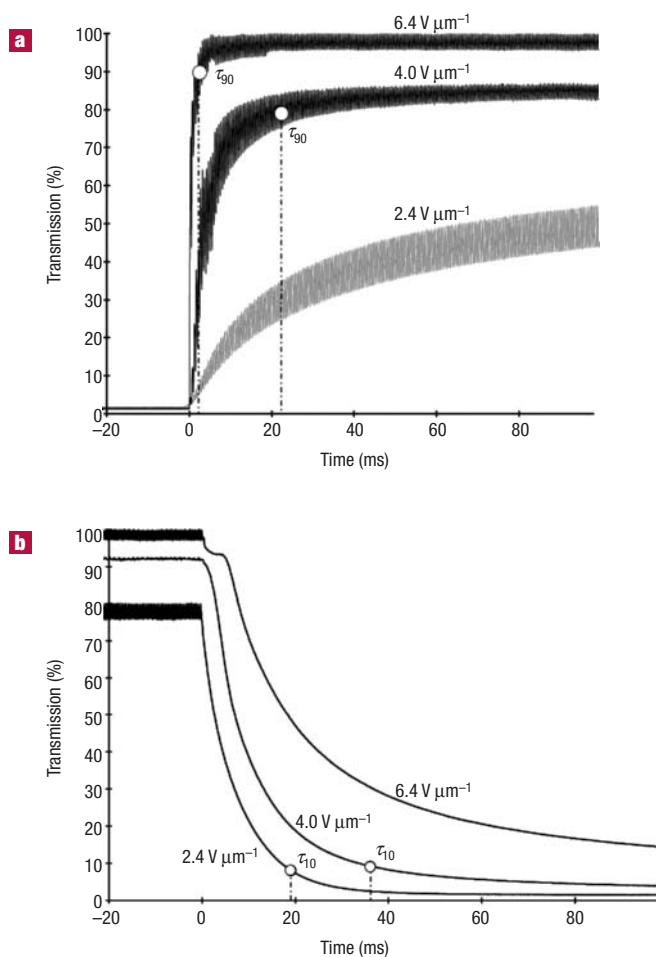 a
100
90
80
70
60
50
40
30
20
10
0
Transmission (%)
6.4 V μm⁻¹
τ90
4.0 V μm⁻¹
τ90
2.4 V μm⁻¹
–20 0 20 40 60 80
Time (ms)
b
100
90
80
70
60
50
40
30
20
10
0
Transmission (%)
6.4 V μm⁻¹
4.0 V μm⁻¹
2.4 V μm⁻¹ τ10 τ10
–20 0 20 40 60 80
Time (ms)